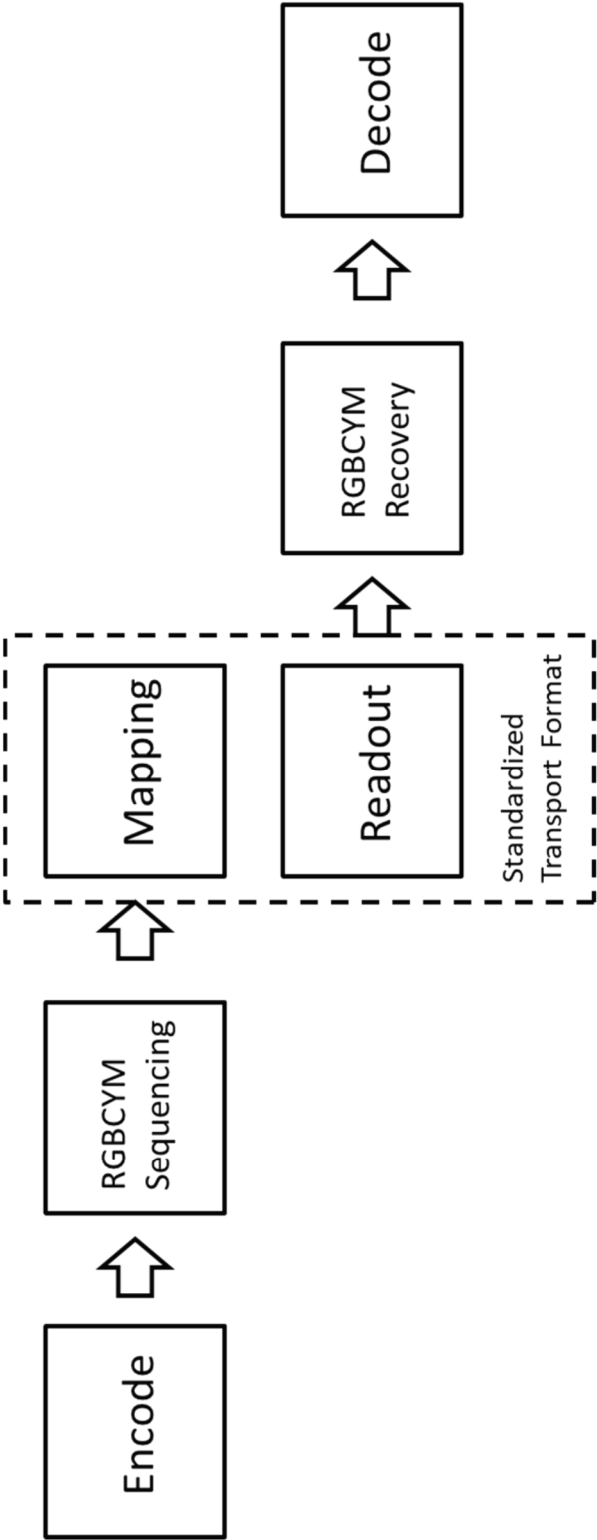 Encode
RGBCYM
Sequencing
Mapping
Readout
Standardized
Transport Format
RGBCYM
Recovery
Decode